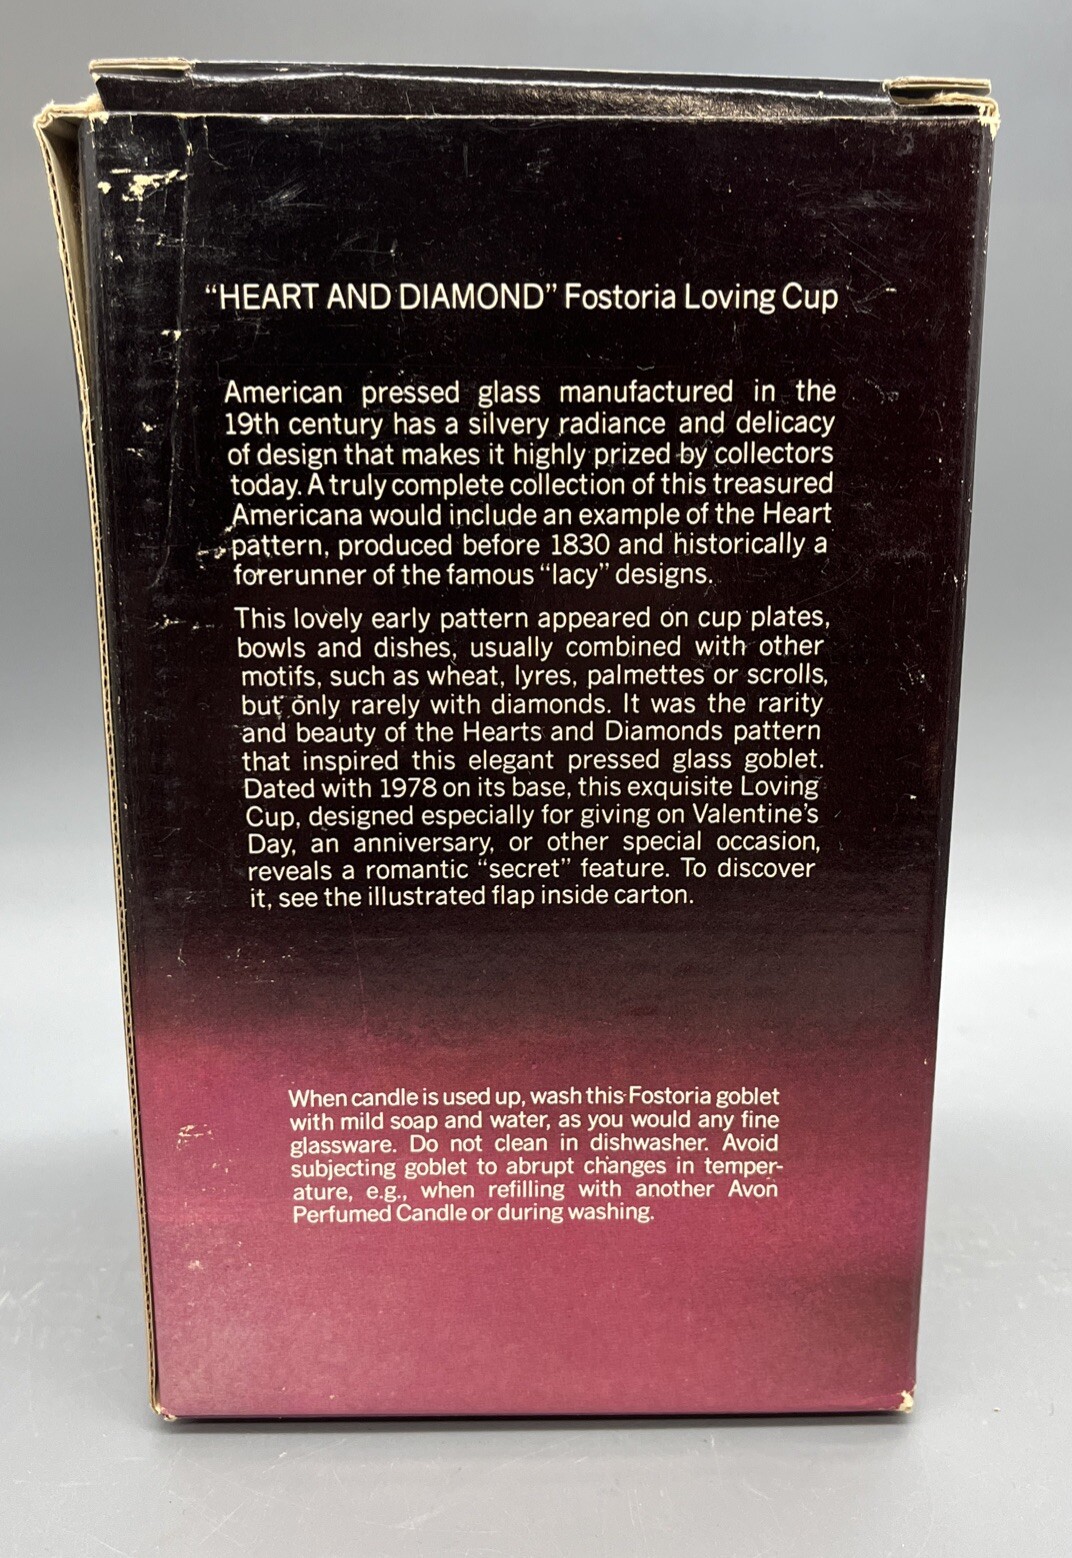 "HEART AND DIAMOND" Fostoria Loving Cup
American pressed glass manufactured in the
19th century has a silvery radiance and delicacy
of design that makes it highly prized by collectors
today. A truly complete collection of this treasured
Americana would include an example of the Heart
pattern, produced before 1830 and historically a
forerunner of the famous "lacy" designs.
This lovely early pattern appeared on cup plates,
bowls and dishes, usually combined with other
motifs, such as wheat, lyres, palmettes or scrolls,
but only rarely with diamonds. It was the rarity
and beauty of the Hearts and Diamonds pattern
that inspired this elegant pressed glass goblet.
Dated with 1978 on its base, this exquisite Loving
Cup, designed especially for giving on Valentine's
Day, an anniversary, or other special occasion,
reveals a romantic "secret" feature. To discover
it, see the illustrated flap inside carton.
When candle is used up, wash this Fostoria goblet
with mild soap and water, as you would any fine
glassware. Do not clean in dishwasher. Avoid
subjecting goblet to abrupt changes in temper-
ature, e.g., when refilling with another Avon
Perfumed Candle or during washing.